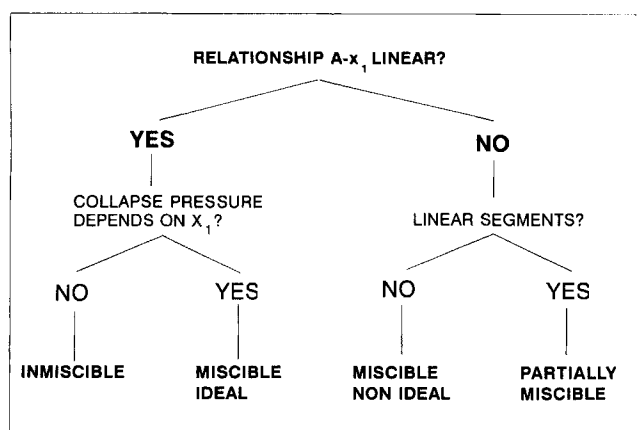 RELATIONSHIP A-x₁ LINEAR?
YES
NO
COLLAPSE PRESSURE
DEPENDS ON X₁?
LINEAR SEGMENTS?
NO
YES
NO
YES
INMISCIBLE
MISCIBLE
IDEAL
MISCIBLE
NON IDEAL
PARTIALLY
MISCIBLE